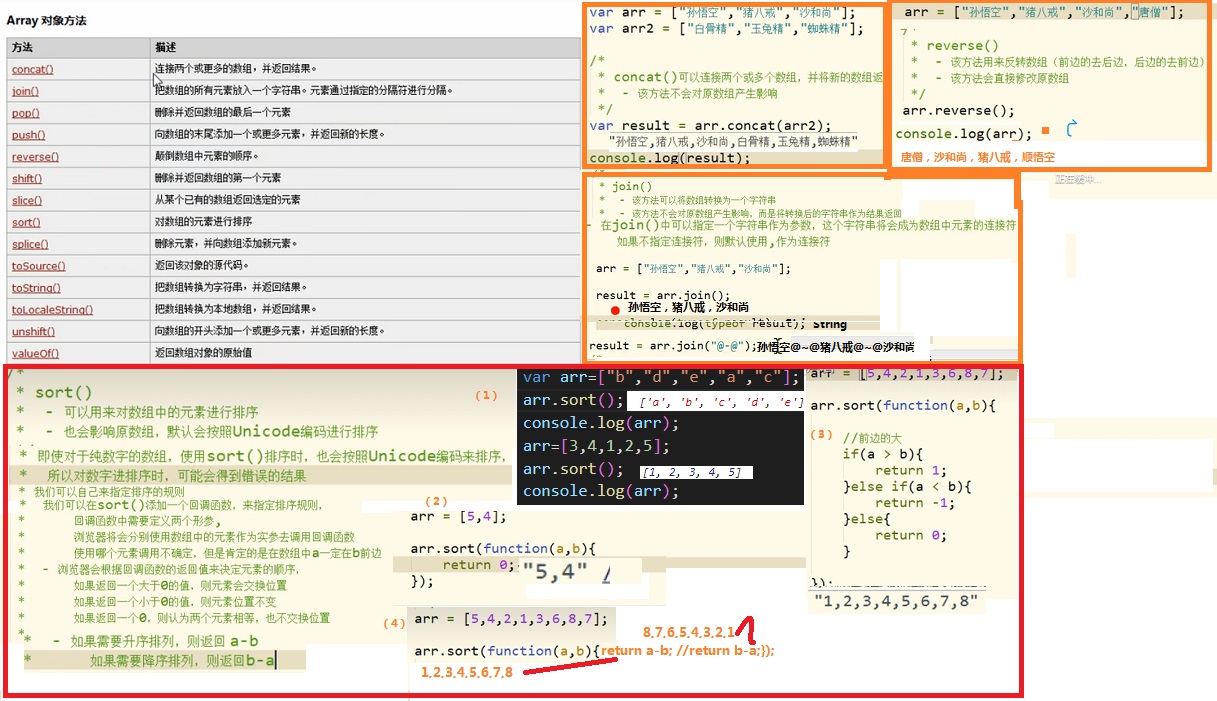 Array 对象方法
方法 描述
concat() 连接两个或更多的数组，并返回结果。
join() 把数组的所有元素放入一个字符串。元素通过指定的分隔符进行分隔。
pop() 删除并返回数组的最后一个元素
push() 向数组的末尾添加一个或更多元素，并返回新的长度。
reverse() 颠倒数组中元素的顺序。
shift() 删除并返回数组的第一个元素
slice() 从某个已有的数组返回选定的元素
sort() 对数组的元素进行排序
splice() 删除元素，并向数组添加新元素。
toSource() 返回该对象的源代码。
toString() 把数组转换为字符串，并返回结果。
toLocaleString() 把数组转换为本地数组，并返回结果。
unshift() 向数组的开头添加一个或更多元素，并返回新的长度。
valueOf() 返回数组对象的原始值
var arr = ["孙悟空","猪八戒","沙和尚"];
var arr2 = ["白骨精","玉兔精","蜘蛛精"];
/*
* concat()可以连接两个或多个数组，并将新的数组返
* - 该方法不会对原数组产生影响
*/
var result = arr.concat(arr2);
"孙悟空,猪八戒,沙和尚,白骨精,玉兔精,蜘蛛精"
console.log(result);
arr = ["孙悟空","猪八戒","沙和尚","唐僧"];
* reverse()
* - 该方法用来反转数组（前边的去后边，后边的去前边）
* - 该方法会直接修改原数组
*/
arr.reverse();
console.log(arr);
唐僧，沙和尚，猪八戒，顺悟空
正在缓冲...
* join()
* - 该方法可以将数组转换为一个字符串
* - 该方法不会对原数组产生影响，而是将转换后的字符串作为结果返回
- 在join()中可以指定一个字符串作为参数，这个字符串将会成为数组中元素的连接符
如果不指定连接符，则默认使用,作为连接符
arr = ["孙悟空","猪八戒","沙和尚"];
result = arr.join();
孙悟空，猪八戒，沙和尚
console.log(typeof result); String
result = arr.join("@-@");孙悟空@~@猪八戒@~@沙和尚
/*
* sort()
* - 可以用来对数组中的元素进行排序
* - 也会影响原数组，默认会按照Unicode编码进行排序
* 即使对于纯数字的数组，使用sort()排序时，也会按照Unicode编码来排序，
* 所以对数字进排序时，可能会得到错误的结果
* 我们可以自己来指定排序的规则
* 我们可以在sort()添加一个回调函数，来指定排序规则，
* 回调函数中需要定义两个形参，
* 浏览器将会分别使用数组中的元素作为实参去调用回调函数
* 使用哪个元素调用不确定，但是肯定的是在数组中a一定在b前边
* - 浏览器会根据回调函数的返回值来决定元素的顺序，
* 如果返回一个大于0的值，则元素会交换位置
* 如果返回一个小于0的值，则元素位置不变
* 如果返回一个0，则认为两个元素相等，也不交换位置
*
* - 如果需要升序排列，则返回 a-b
* 如果需要降序排列，则返回b-a
(1)
var arr=["b","d","e","a","c"];
arr.sort(); ['a', 'b', 'c', 'd', 'e']
console.log(arr);
arr=[3,4,1,2,5];
arr.sort(); [1, 2, 3, 4, 5]
console.log(arr);
(2)
arr = [5,4];
arr.sort(function(a,b){
return 0; "5,4"
});
(3)
arr = [5,4,2,1,3,6,8,7];
arr.sort(function(a,b){
//前边的大
if(a > b){
return 1;
}else if(a < b){
return -1;
}else{
return 0;
}
});
"1,2,3,4,5,6,7,8"
(4)
arr = [5,4,2,1,3,6,8,7];
8,7,6,5,4,3,2,1
arr.sort(function(a,b){return a-b; //return b-a;});
1,2,3,4,5,6,7,8